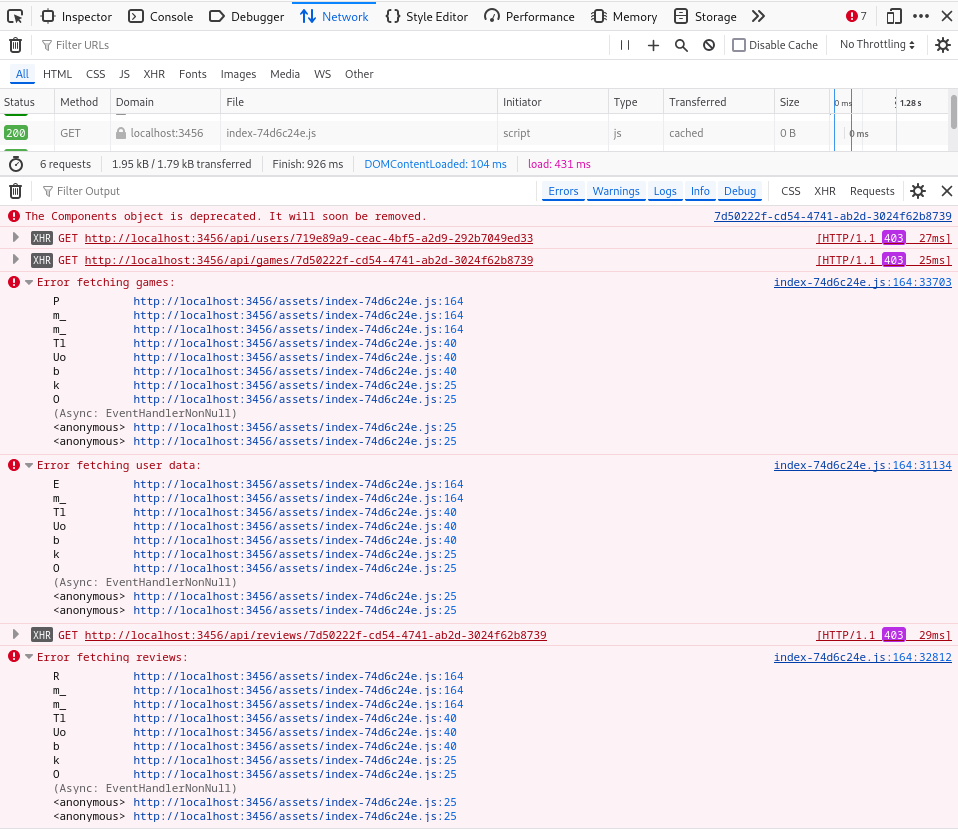 Inspector Console Debugger Network Style Editor Performance Memory Storage 7
Filter URLs Disable Cache No Throttling
All HTML CSS JS XHR Fonts Images Media WS Other
Status Method Domain File Initiator Type Transferred Size 0 ms 1.28 s
200 GET localhost:3456 index-74d6c24e.js script js cached 0 B 0 ms
6 requests 1.95 kB / 1.79 kB transferred Finish: 926 ms DOMContentLoaded: 104 ms load: 431 ms
Filter Output Errors Warnings Logs Info Debug CSS XHR Requests
The Components object is deprecated. It will soon be removed. 7d50222f-cd54-4741-ab2d-3024f62b8739
XHR GET http://localhost:3456/api/users/719e89a9-ceac-4bf5-a2d9-292b7049ed33 [HTTP/1.1 403 27ms]
XHR GET http://localhost:3456/api/games/7d50222f-cd54-4741-ab2d-3024f62b8739 [HTTP/1.1 403 25ms]
Error fetching games: index-74d6c24e.js:164:33703
P http://localhost:3456/assets/index-74d6c24e.js:164
m_ http://localhost:3456/assets/index-74d6c24e.js:164
m_ http://localhost:3456/assets/index-74d6c24e.js:164
Tl http://localhost:3456/assets/index-74d6c24e.js:40
Uo http://localhost:3456/assets/index-74d6c24e.js:40
b http://localhost:3456/assets/index-74d6c24e.js:40
k http://localhost:3456/assets/index-74d6c24e.js:25
O http://localhost:3456/assets/index-74d6c24e.js:25
(Async: EventHandlerNonNull)
<anonymous> http://localhost:3456/assets/index-74d6c24e.js:25
<anonymous> http://localhost:3456/assets/index-74d6c24e.js:25
Error fetching user data: index-74d6c24e.js:164:31134
E http://localhost:3456/assets/index-74d6c24e.js:164
m_ http://localhost:3456/assets/index-74d6c24e.js:164
Tl http://localhost:3456/assets/index-74d6c24e.js:40
Uo http://localhost:3456/assets/index-74d6c24e.js:40
b http://localhost:3456/assets/index-74d6c24e.js:40
k http://localhost:3456/assets/index-74d6c24e.js:25
O http://localhost:3456/assets/index-74d6c24e.js:25
(Async: EventHandlerNonNull)
<anonymous> http://localhost:3456/assets/index-74d6c24e.js:25
<anonymous> http://localhost:3456/assets/index-74d6c24e.js:25
XHR GET http://localhost:3456/api/reviews/7d50222f-cd54-4741-ab2d-3024f62b8739 [HTTP/1.1 403 29ms]
Error fetching reviews: index-74d6c24e.js:164:32812
R http://localhost:3456/assets/index-74d6c24e.js:164
m_ http://localhost:3456/assets/index-74d6c24e.js:164
m_ http://localhost:3456/assets/index-74d6c24e.js:164
Tl http://localhost:3456/assets/index-74d6c24e.js:40
Uo http://localhost:3456/assets/index-74d6c24e.js:40
b http://localhost:3456/assets/index-74d6c24e.js:40
k http://localhost:3456/assets/index-74d6c24e.js:25
O http://localhost:3456/assets/index-74d6c24e.js:25
(Async: EventHandlerNonNull)
<anonymous> http://localhost:3456/assets/index-74d6c24e.js:25
<anonymous> http://localhost:3456/assets/index-74d6c24e.js:25